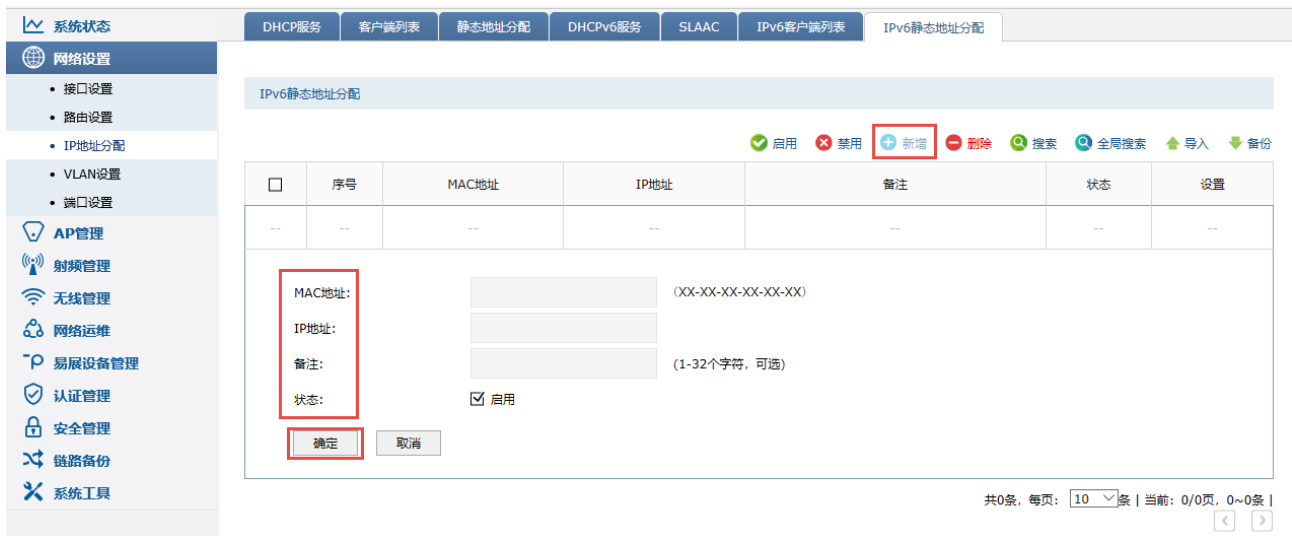 系统状态
网络设置
• 接口设置
• 路由设置
• IP地址分配
• VLAN设置
• 端口设置
AP管理
射频管理
无线管理
网络运维
易展设备管理
认证管理
安全管理
链路备份
系统工具
DHCP服务 客户端列表 静态地址分配 DHCPv6服务 SLAAC IPv6客户端列表 IPv6静态地址分配
IPv6静态地址分配
启用 禁用 新增 删除 搜索 全局搜索 导入 备份
序号 MAC地址 IP地址 备注 状态 设置
-- -- -- -- -- -- --
MAC地址: (XX-XX-XX-XX-XX-XX)
IP地址:
备注: (1-32个字符, 可选)
状态: 启用
确定 取消
共0条, 每页: 10 条 | 当前: 0/0页, 0~0条 |
< >